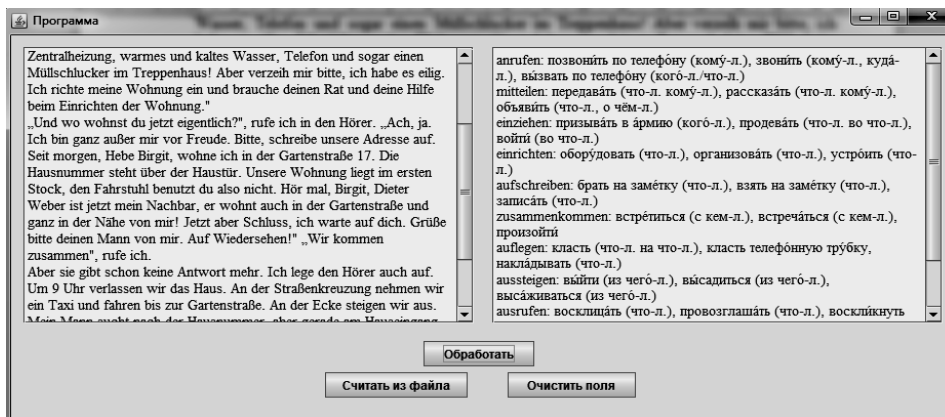 Программа
Zentralheizung, warmes und kaltes Wasser, Telefon und sogar einen
Müllschlucker im Treppenhaus! Aber verzeih mir bitte, ich habe es eilig.
Ich richte meine Wohnung ein und brauche deinen Rat und deine Hilfe
beim Einrichten der Wohnung."
„Und wo wohnst du jetzt eigentlich?", rufe ich in den Hörer. „Ach, ja.
Ich bin ganz außer mir vor Freude. Bitte, schreibe unsere Adresse auf.
Seit morgen, Hebe Birgit, wohne ich in der Gartenstraße 17. Die
Hausnummer steht über der Haustür. Unsere Wohnung liegt im ersten
Stock, den Fahrstuhl benutzt du also nicht. Hör mal, Birgit, Dieter
Weber ist jetzt mein Nachbar, er wohnt auch in der Gartenstraße und
ganz in der Nähe von mir! Jetzt aber Schluss, ich warte auf dich. Grüße
bitte deinen Mann von mir. Auf Wiedersehen!" „Wir kommen
zusammen", rufe ich.
Aber sie gibt schon keine Antwort mehr. Ich lege den Hörer auch auf.
Um 9 Uhr verlassen wir das Haus. An der Straßenkreuzung nehmen wir
ein Taxi und fahren bis zur Gartenstraße. An der Ecke steigen wir aus.
Mein Mann sucht nach der Hausnummer, aber gerade am Hauseingang
anrufen: позвони́ть по телефо́ну (кому́-л.), звони́ть (кому́-л., куда́-
л.), вы́звать по телефо́ну (кого́-л./что-л.)
mitteilen: передава́ть (что-л. кому́-л.), рассказа́ть (что-л. кому́-л.),
объяви́ть (что-л., о чём-л.)
einziehen: призыва́ть в а́рмию (кого́-л.), продева́ть (что-л. во что-л.),
войти́ (во что-л.)
einrichten: обору́довать (что-л.), организова́ть (что-л.), устро́ить (что-
л.)
aufschreiben: брать на заме́тку (что-л.), взять на заме́тку (что-л.),
записа́ть (что-л.)
zusammenkommen: встре́титься (с кем-л.), встреча́ться (с кем-л.),
произойти́
auflegen: класть (что-л. на что-л.), класть телефо́нную тру́бку,
накла́дывать (что-л.)
aussteigen: вы́йти (из чего́-л.), вы́садиться (из чего́-л.),
выса́живаться (из чего́-л.)
ausrufen: восклица́ть (что-л.), провозглаша́ть (что-л.), воскли́кнуть
Обработать
Считать из файла
Очистить поля